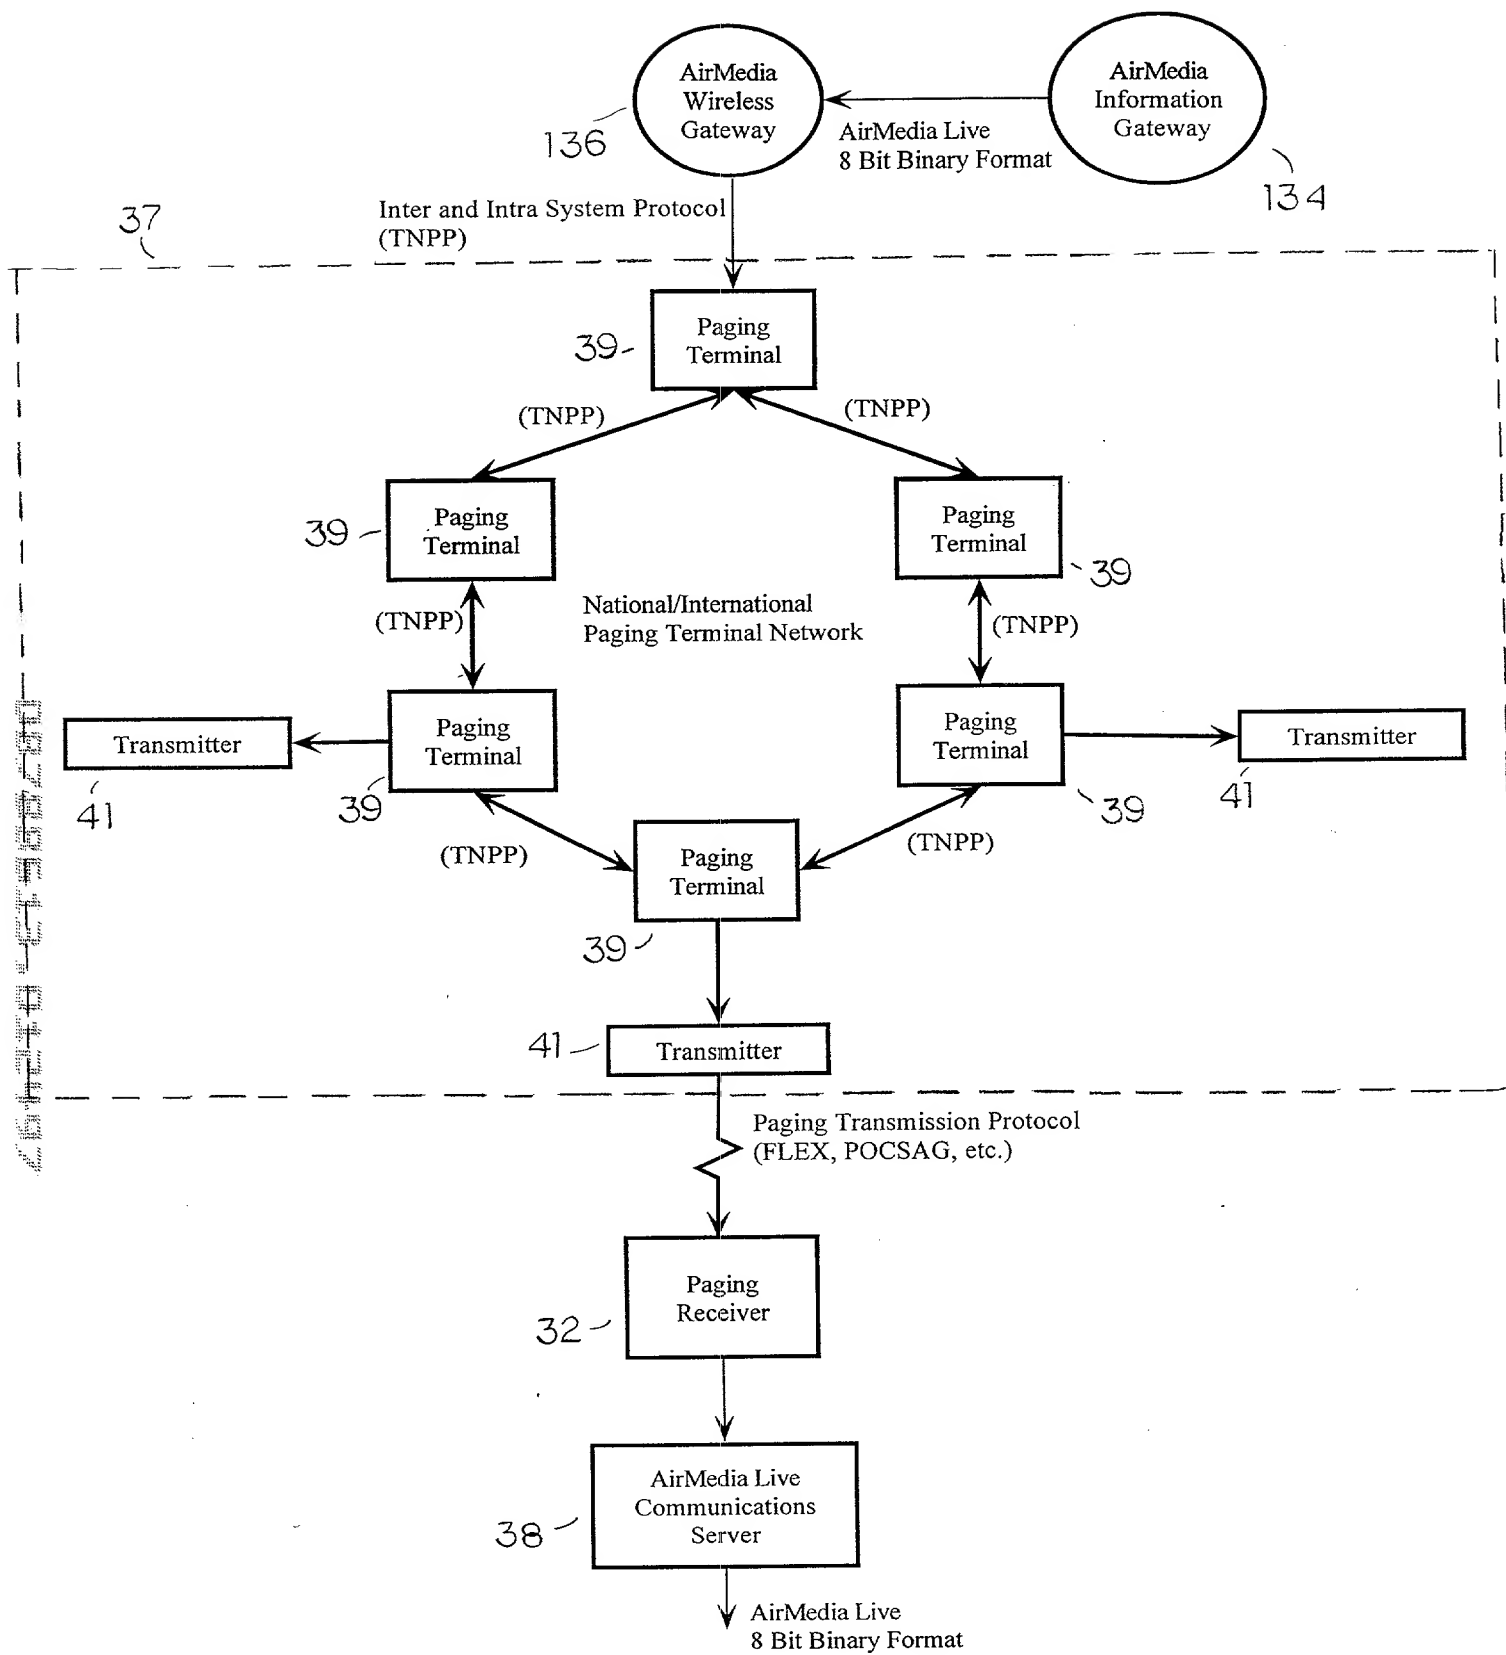 AirMedia
Wireless
Gateway
136
AirMedia
Information
Gateway
134
AirMedia Live
8 Bit Binary Format
Inter and Intra System Protocol
(TNPP)
37
Paging
Terminal
39
(TNPP)
(TNPP)
Paging
Terminal
39
Paging
Terminal
39
(TNPP)
National/International
Paging Terminal Network
(TNPP)
Transmitter
41
Paging
Terminal
39
Paging
Terminal
39
Transmitter
41
(TNPP)
(TNPP)
Paging
Terminal
39
41
Transmitter
Paging Transmission Protocol
(FLEX, POCSAG, etc.)
Paging
Receiver
32
AirMedia Live
Communications
Server
38
AirMedia Live
8 Bit Binary Format